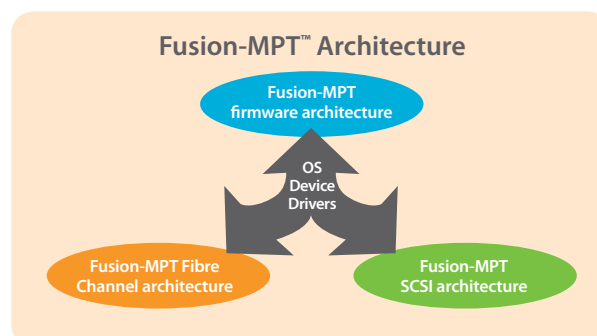 Fusion-MPT™ Architecture
Fusion-MPT
firmware architecture
OS
Device
Drivers
Fusion-MPT Fibre
Channel architecture
Fusion-MPT
SCSI architecture